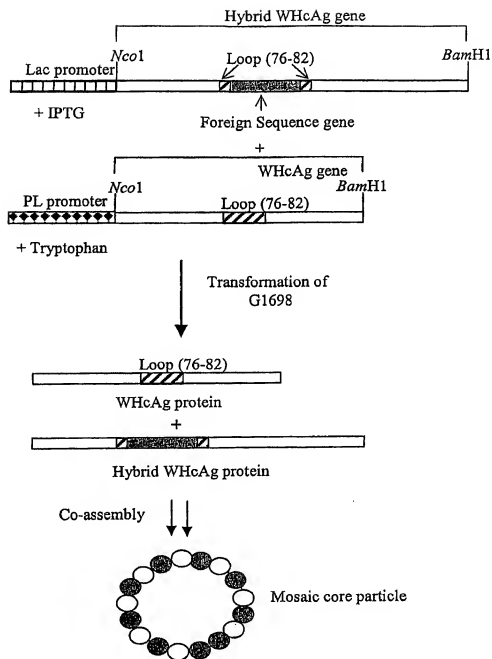 Hybrid WHcAg gene
Nco1
Loop (76-82)
BamH1
Lac promoter
+ IPTG
Foreign Sequence gene
+
WHcAg gene
Nco1
BamH1
PL promoter
Loop (76-82)
+ Tryptophan
Transformation of
G1698
Loop (76-82)
WHcAg protein
+
Hybrid WHcAg protein
Co-assembly
Mosaic core particle